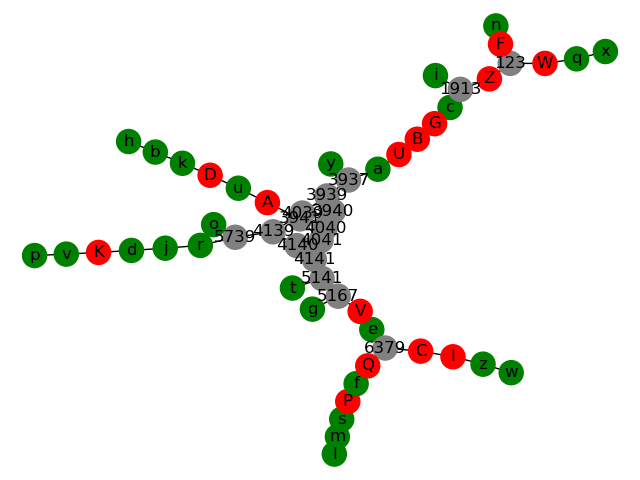 n
F
123
W
q
x
i
1913
Z
c
G
B
U
h
b
k
D
u
A
y
a
3937
3939
3940
4039
3941
4040
4041
o
5739
4139
4140
4141
p
v
K
d
j
r
t
5141
g
5167
V
e
6379
C
I
z
w
Q
f
P
s
m
l